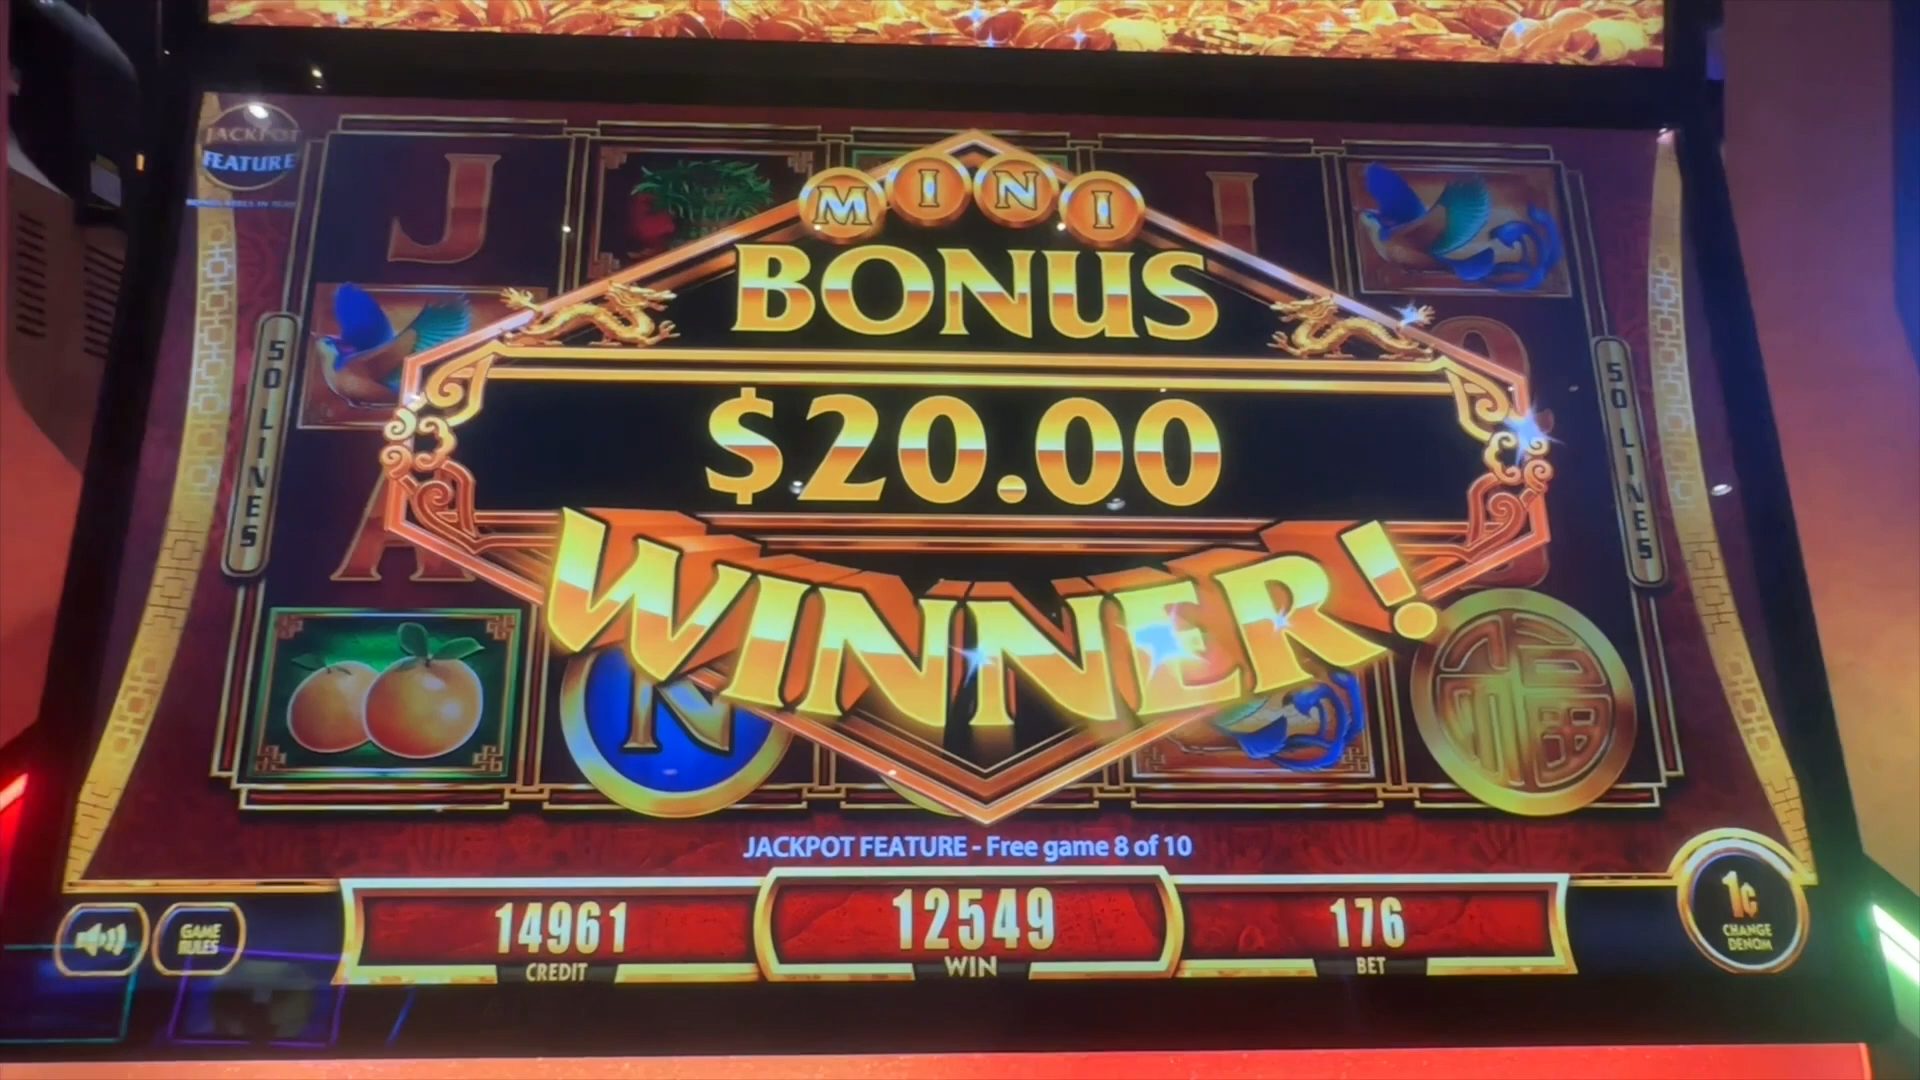 JACKPOT
FEATURE
J
MINI
BONUS
$20.00
WINNER!
50 LINES
50 LINES
A
N
福
JACKPOT FEATURE - Free game 8 of 10
GAME
RULES
14961
CREDIT
12549
WIN
176
BET
1¢
CHANGE
DENOM